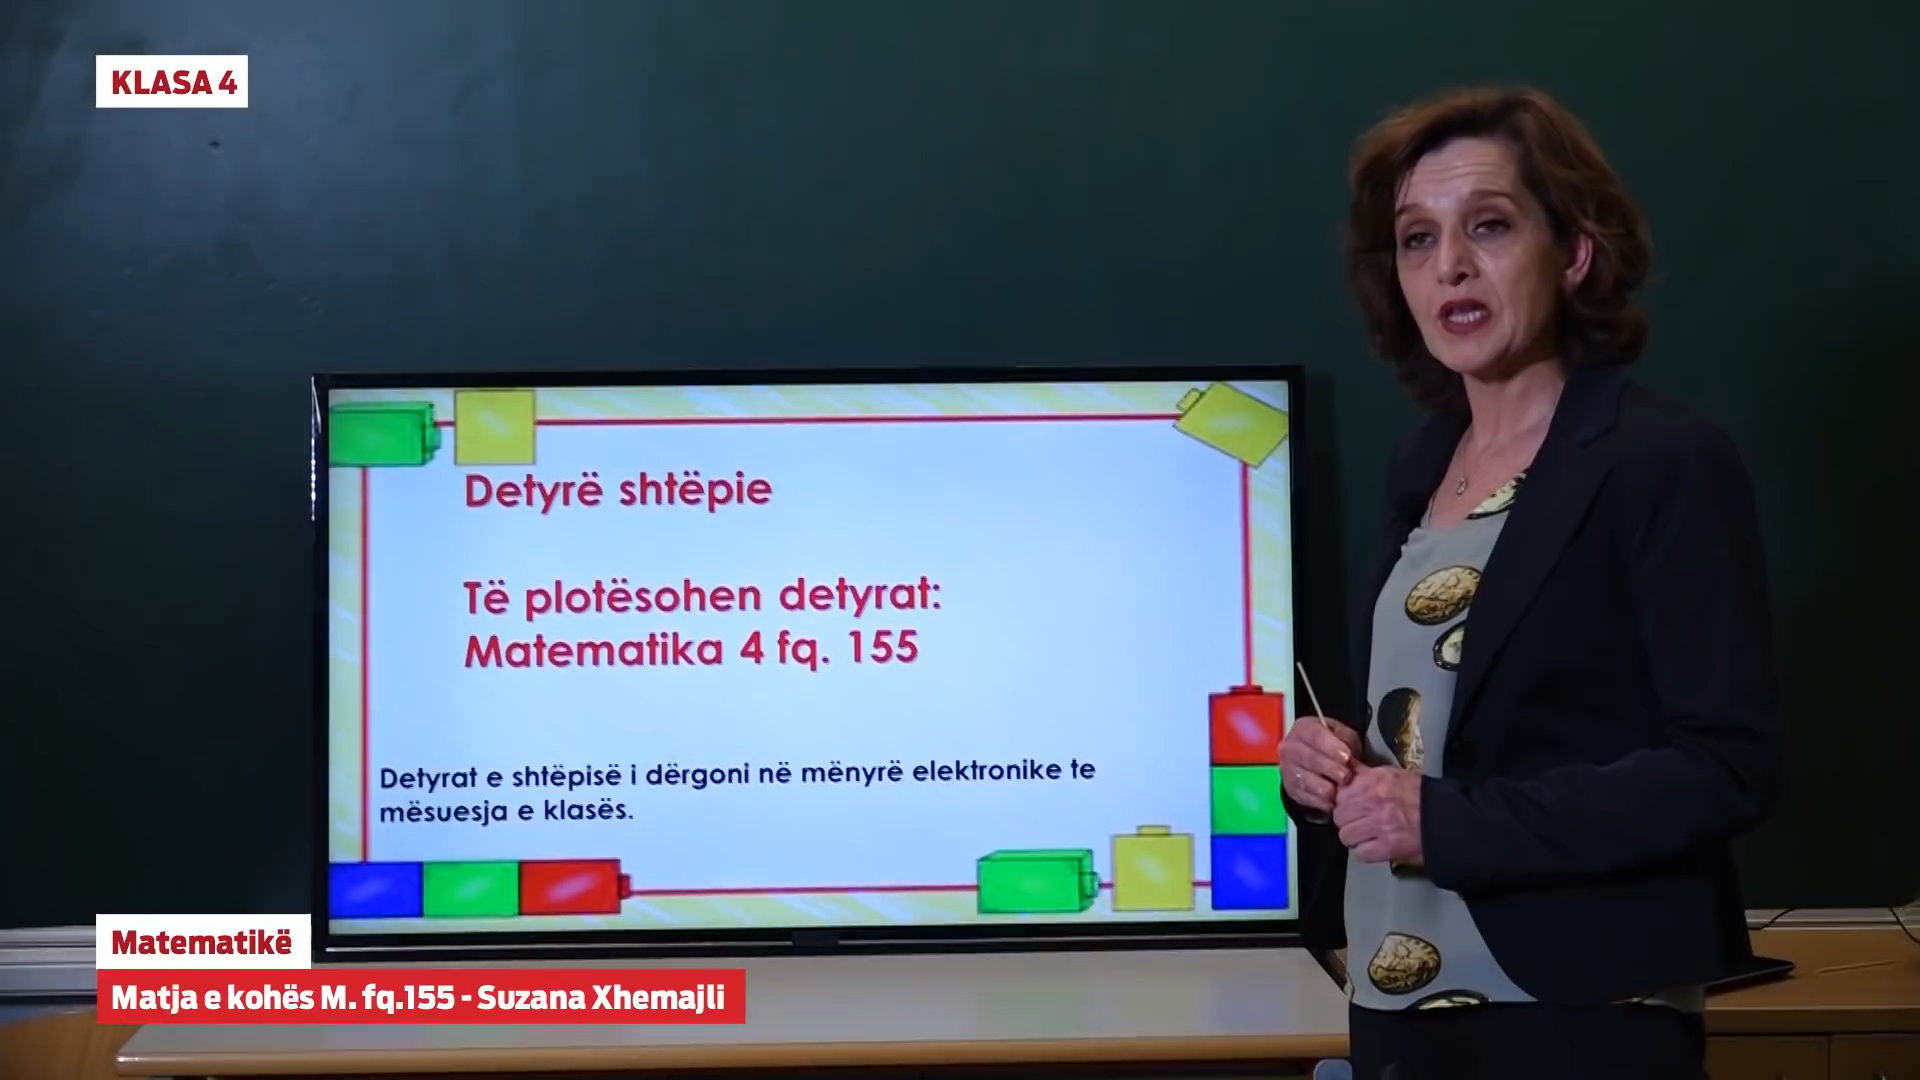 KLASA 4
Detyrë shtëpie
Të plotësohen detyrat:
Matematika 4 fq. 155
Detyrat e shtëpisë i dërgoni në mënyrë elektronike te
mësuesja e klasës.
Matematikë
Matja e kohës M. fq.155 - Suzana Xhemajli